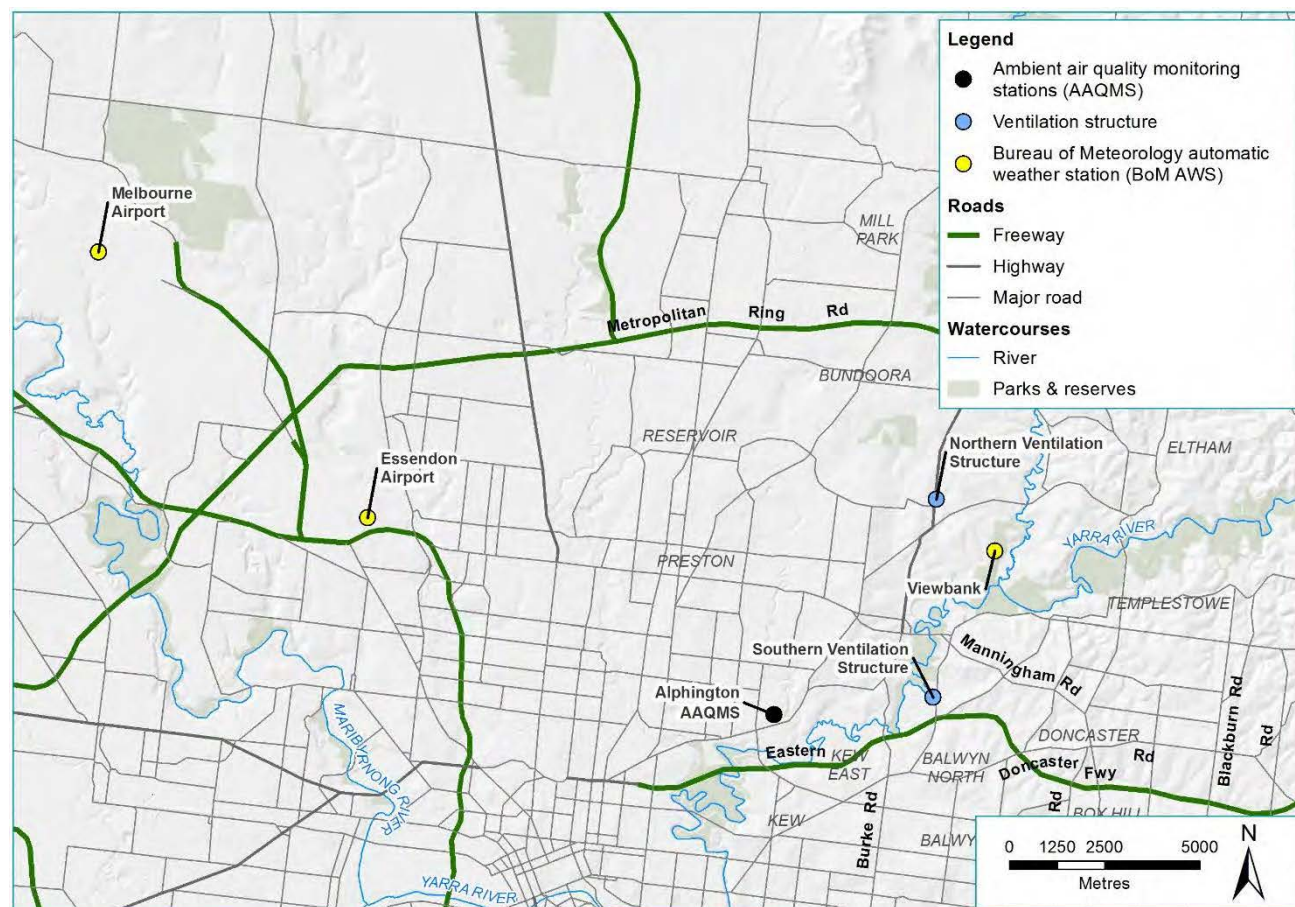 Legend
Ambient air quality monitoring
stations (AAQMS)
Ventilation structure
Bureau of Meteorology automatic
weather station (BoM AWS)
Roads
Freeway
Highway
Major road
Watercourses
River
Parks & reserves
Melbourne
Airport
MILL
PARK
Metropolitan Ring Rd
BUNDOORA
RESERVOIR
Northern Ventilation
Structure
ELTHAM
Essendon
Airport
YARRA RIVER
PRESTON
Viewbank
TEMPLESTOWE
Southern Ventilation
Structure
Manningham Rd
Alphington
AAQMS
MARIBYRNONG RIVER
Eastern
KEW
EAST
BALWYN
NORTH
DONCASTER
Doncaster Rd
Fwy
Blackburn Rd
Rd
KEW
Burke Rd
BALWY
Rd
BOX HILL
YARRA RIVER
0 12502500 5000
Metres
N